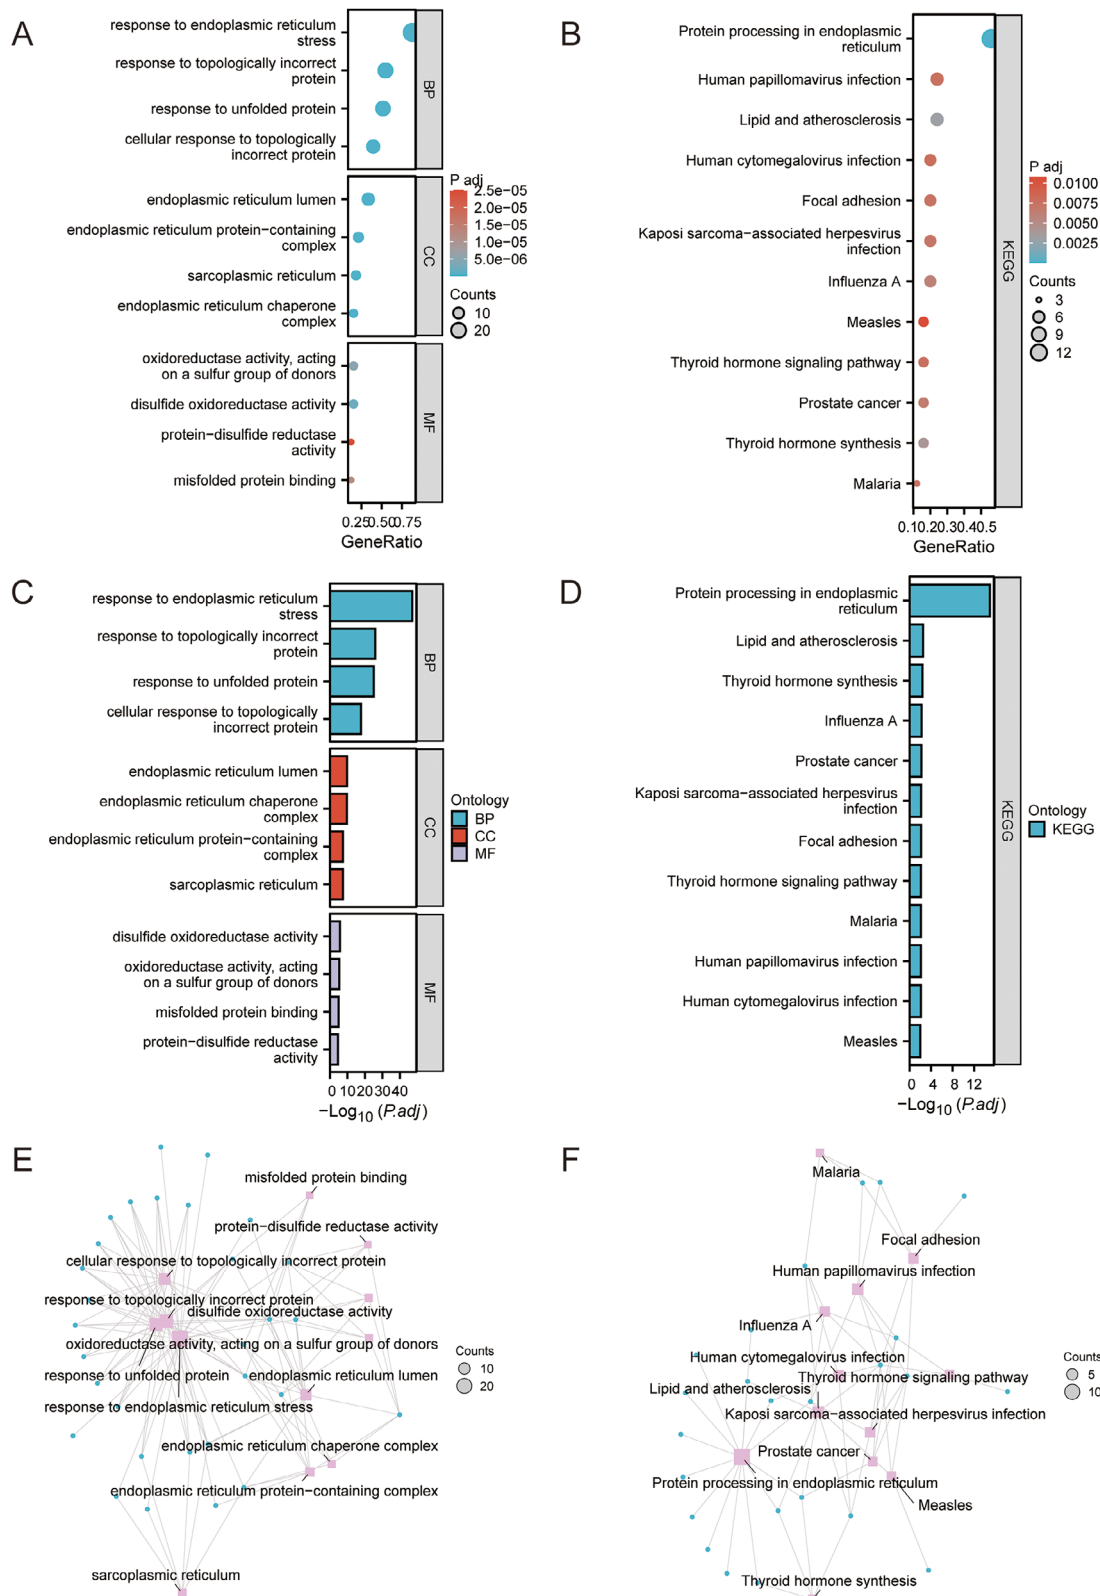 A
response to endoplasmic reticulum
stress
response to topologically incorrect
protein
response to unfolded protein
cellular response to topologically
incorrect protein
BP
endoplasmic reticulum lumen
endoplasmic reticulum protein−containing
complex
sarcoplasmic reticulum
endoplasmic reticulum chaperone
complex
CC
oxidoreductase activity, acting
on a sulfur group of donors
disulfide oxidoreductase activity
protein−disulfide reductase
activity
misfolded protein binding
MF
0.25 0.50 0.75
GeneRatio
P adj
2.5e−05
2.0e−05
1.5e−05
1.0e−05
5.0e−06
Counts
10
20
B
Protein processing in endoplasmic
reticulum
Human papillomavirus infection
Lipid and atherosclerosis
Human cytomegalovirus infection
Focal adhesion
Kaposi sarcoma−associated herpesvirus
infection
Influenza A
Measles
Thyroid hormone signaling pathway
Prostate cancer
Thyroid hormone synthesis
Malaria
KEGG
0.1 0.2 0.3 0.4 0.5
GeneRatio
P adj
0.0100
0.0075
0.0050
0.0025
Counts
3
6
9
12
C
response to endoplasmic reticulum
stress
response to topologically incorrect
protein
response to unfolded protein
cellular response to topologically
incorrect protein
BP
endoplasmic reticulum lumen
endoplasmic reticulum chaperone
complex
endoplasmic reticulum protein−containing
complex
sarcoplasmic reticulum
CC
disulfide oxidoreductase activity
oxidoreductase activity, acting
on a sulfur group of donors
misfolded protein binding
protein−disulfide reductase
activity
MF
0 10 20 30 40
−Log10 (P.adj)
Ontology
BP
CC
MF
D
Protein processing in endoplasmic
reticulum
Lipid and atherosclerosis
Thyroid hormone synthesis
Influenza A
Prostate cancer
Kaposi sarcoma−associated herpesvirus
infection
Focal adhesion
Thyroid hormone signaling pathway
Malaria
Human papillomavirus infection
Human cytomegalovirus infection
Measles
KEGG
0 4 8 12
−Log10 (P.adj)
Ontology
KEGG
E
misfolded protein binding
protein−disulfide reductase activity
cellular response to topologically incorrect protein
response to topologically incorrect protein
disulfide oxidoreductase activity
oxidoreductase activity, acting on a sulfur group of donors
response to unfolded protein
endoplasmic reticulum lumen
response to endoplasmic reticulum stress
endoplasmic reticulum chaperone complex
endoplasmic reticulum protein−containing complex
sarcoplasmic reticulum
Counts
10
20
F
Malaria
Focal adhesion
Human papillomavirus infection
Influenza A
Human cytomegalovirus infection
Thyroid hormone signaling pathway
Lipid and atherosclerosis
Kaposi sarcoma−associated herpesvirus infection
Prostate cancer
Protein processing in endoplasmic reticulum
Measles
Thyroid hormone synthesis
Counts
5
10